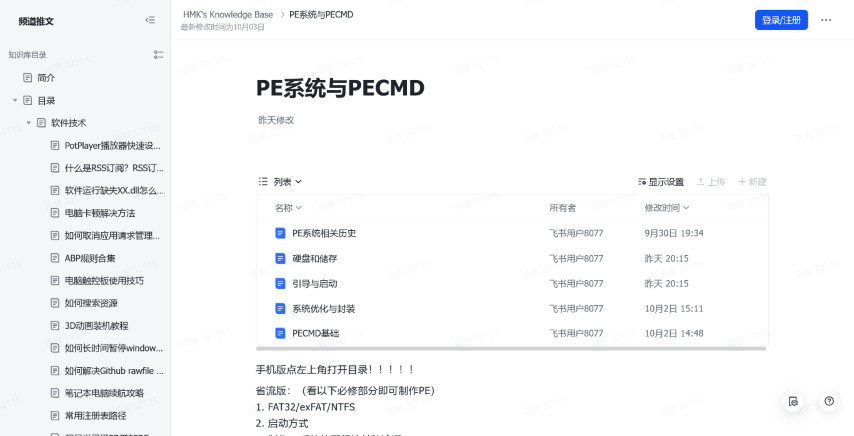 频道推文
HMK's Knowledge Base > PE系统与PECMD
最新修改时间为10月03日
登录/注册
知识库目录
简介
目录
软件技术
PotPlayer播放器快速设...
什么是RSS订阅？RSS订...
软件运行缺失XX.dll怎么...
电脑卡顿解决方法
如何取消应用请求管理...
ABP规则合集
电脑触控板使用技巧
如何搜索资源
3D动画装机教程
如何长时间暂停window...
如何解决Github rawfile ...
笔记本电脑续航攻略
常用注册表路径
PE系统与PECMD
昨天修改
列表
显示设置 上传 新建
名称 所有者 修改时间
PE系统相关历史 飞书用户8077 9月30日 19:34
硬盘和储存 飞书用户8077 昨天 20:15
引导与启动 飞书用户8077 昨天 20:15
系统优化与封装 飞书用户8077 10月2日 15:11
PECMD基础 飞书用户8077 10月2日 14:48
手机版点左上角打开目录！！！！！
省流版：（看以下必修部分即可制作PE）
1. FAT32/exFAT/NTFS
2. 启动方式